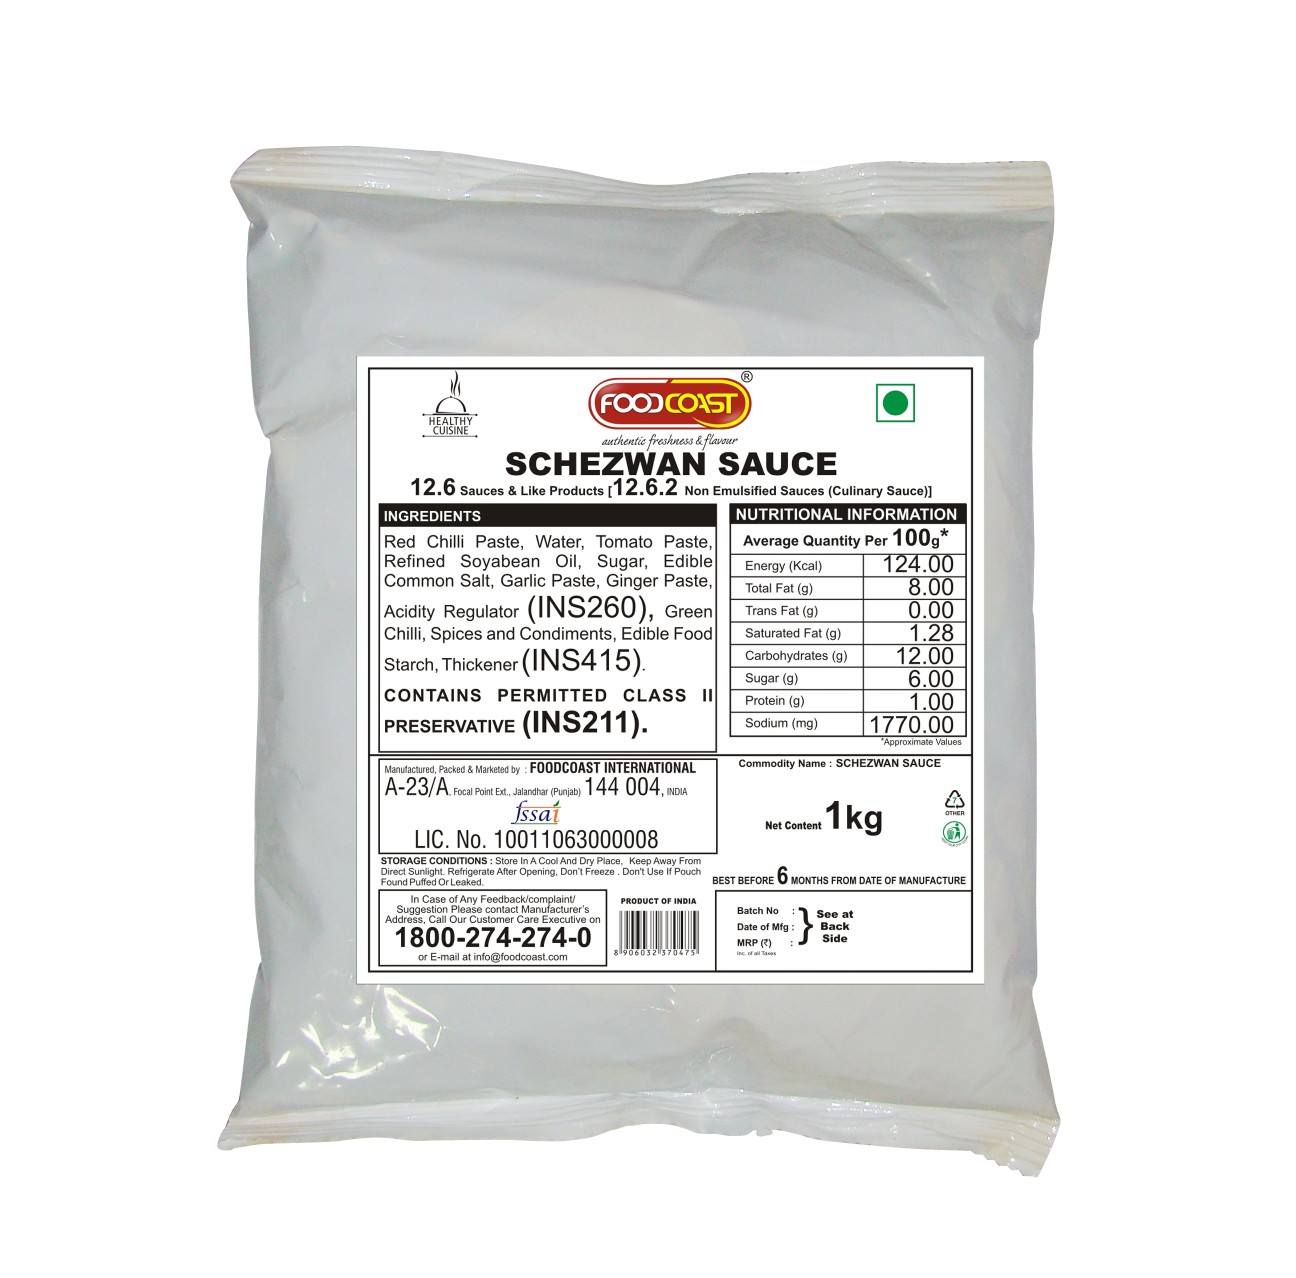 HEALTHY
CUISINE
FOODCOAST ®
authentic freshness & flavour
SCHEZWAN SAUCE
12.6 Sauces & Like Products [12.6.2 Non Emulsified Sauces (Culinary Sauce)]
INGREDIENTS
Red Chilli Paste, Water, Tomato Paste,
Refined Soyabean Oil, Sugar, Edible
Common Salt, Garlic Paste, Ginger Paste,
Acidity Regulator (INS260), Green
Chilli, Spices and Condiments, Edible Food
Starch, Thickener (INS415).
CONTAINS PERMITTED CLASS II
PRESERVATIVE (INS211).
NUTRITIONAL INFORMATION
Average Quantity Per 100g*
Energy (Kcal) 124.00
Total Fat (g) 8.00
Trans Fat (g) 0.00
Saturated Fat (g) 1.28
Carbohydrates (g) 12.00
Sugar (g) 6.00
Protein (g) 1.00
Sodium (mg) 1770.00
*Approximate Values
Manufactured, Packed & Marketed by : FOODCOAST INTERNATIONAL
A-23/A, Focal Point Ext., Jalandhar (Punjab) 144 004, INDIA
fssai
LIC. No. 10011063000008
Commodity Name : SCHEZWAN SAUCE
Net Content 1kg
7
OTHER
STORAGE CONDITIONS : Store In A Cool And Dry Place, Keep Away From
Direct Sunlight. Refrigerate After Opening, Don't Freeze . Don't Use If Pouch
Found Puffed Or Leaked.
BEST BEFORE 6 MONTHS FROM DATE OF MANUFACTURE
In Case of Any Feedback/complaint/
Suggestion Please contact Manufacturer's
Address, Call Our Customer Care Executive on
1800-274-274-0
or E-mail at info@foodcoast.com
PRODUCT OF INDIA
8 906032 370475
Batch No :
Date of Mfg :
MRP (₹) :
Inc. of all Taxes
See at
Back
Side